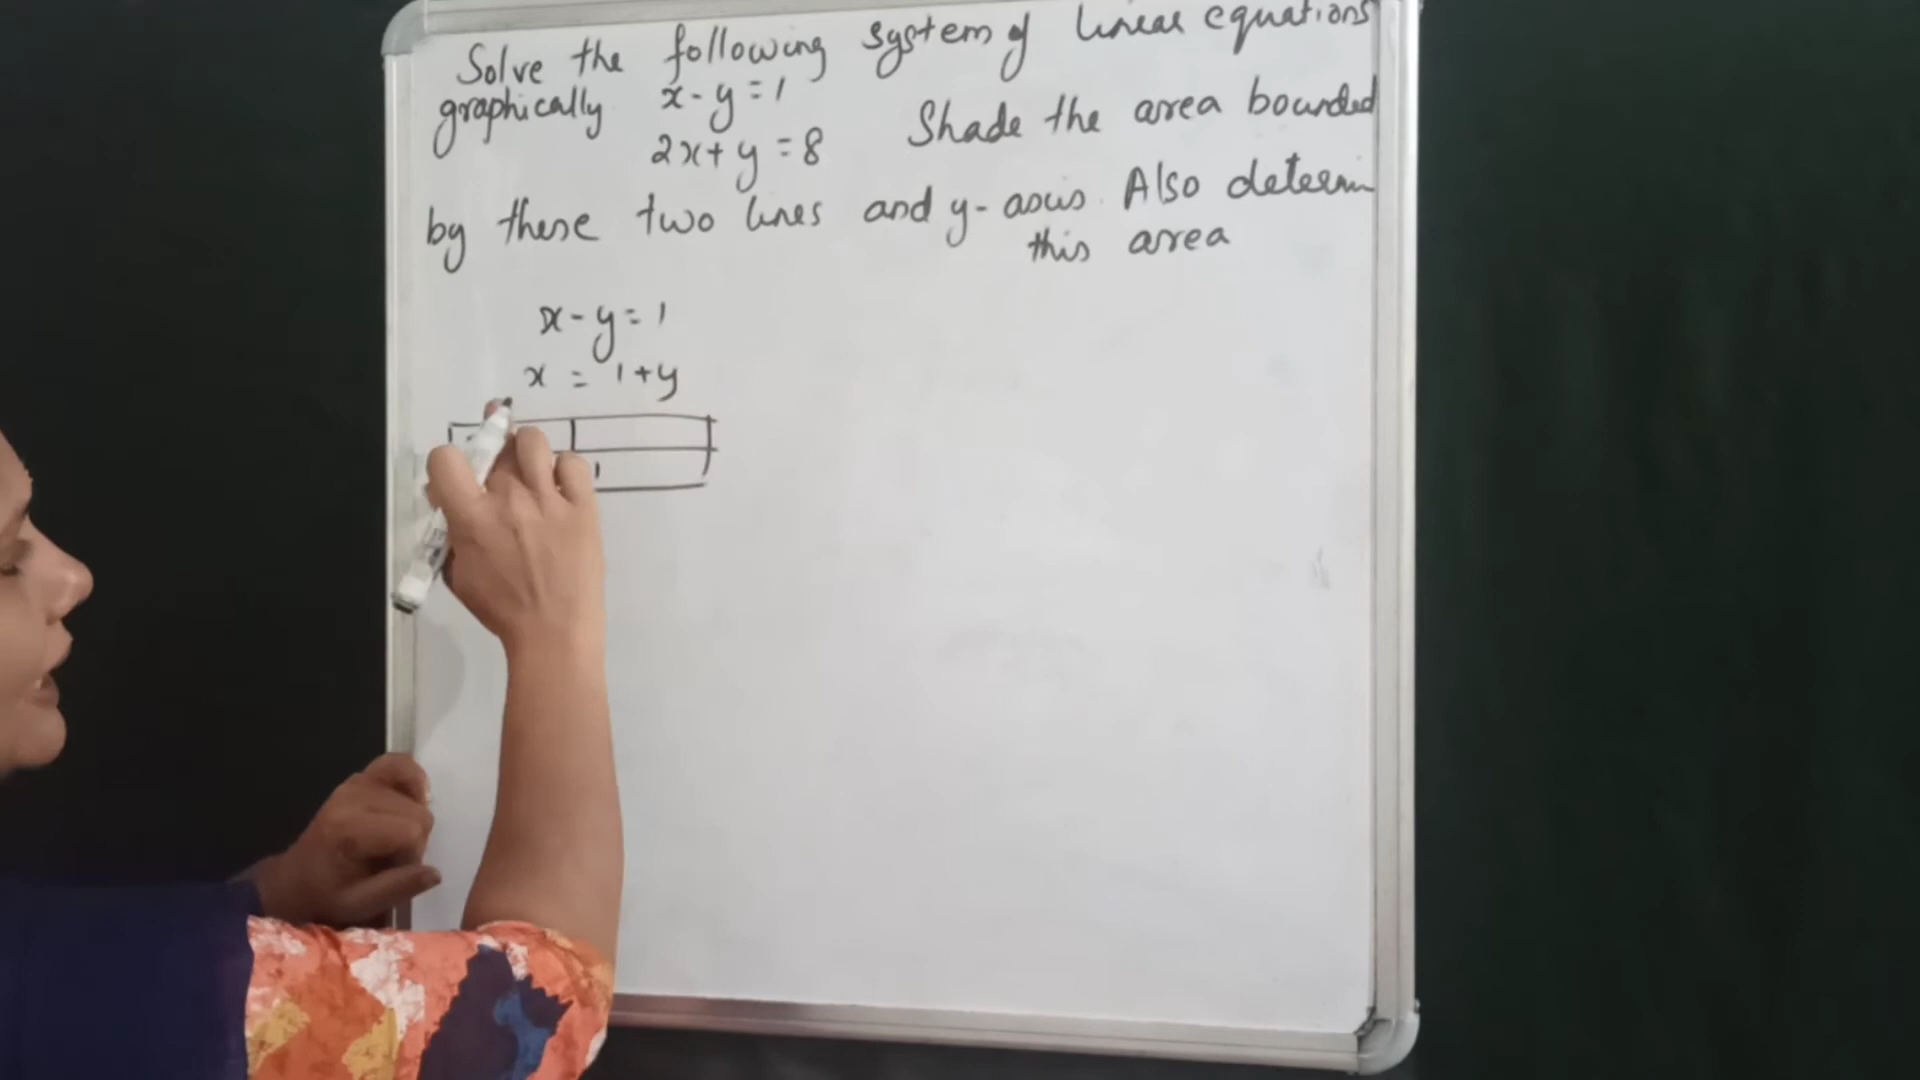 Solve the following system of linear equations
graphically x - y = 1
2x + y = 8 Shade the area bounded
by these two lines and y-axis. Also determin
this area
x - y = 1
x = 1 + y
1